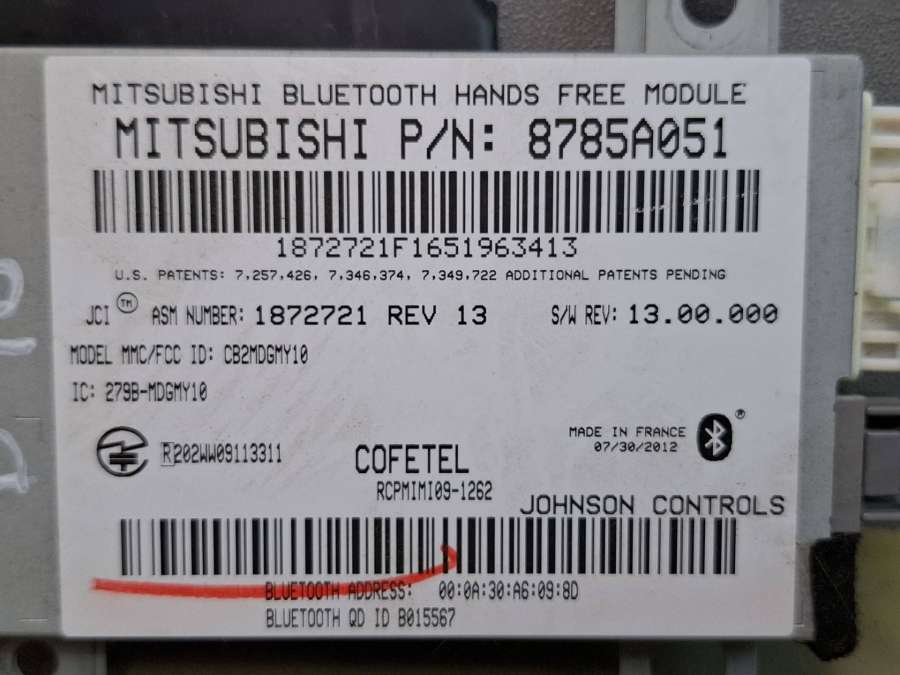 MITSUBISHI BLUETOOTH HANDS FREE MODULE
MITSUBISHI P/N: 8785A051
1872721F1651963413
U.S. PATENTS: 7,257,426, 7,346,374, 7,349,722 ADDITIONAL PATENTS PENDING
JCI™ ASM NUMBER: 1872721 REV 13 S/W REV: 13.00.000
MODEL MMC/FCC ID: CB2MDGMY10
IC: 279B-MDGMY10
R 202WW09113311
COFETEL
RCPMIMI09-1262
MADE IN FRANCE
07/30/2012
®
JOHNSON CONTROLS
BLUETOOTH ADDRESS: 00:0A:30:A6:09:8D
BLUETOOTH QD ID B015567